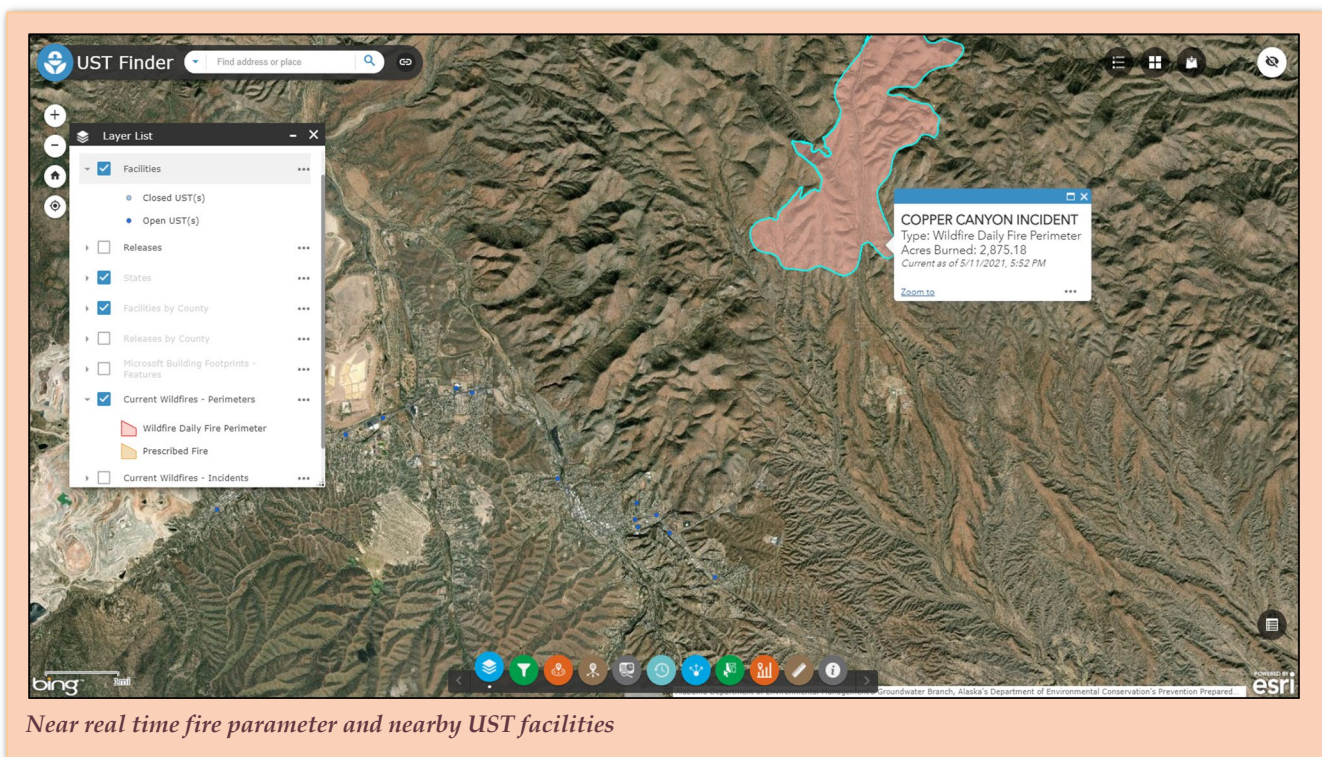 UST Finder
Find address or place
Layer List
Facilities
Closed UST(s)
Open UST(s)
Releases
States
Facilities by County
Releases by County
Microsoft Building Footprints -
Features
Current Wildfires - Perimeters
Wildfire Daily Fire Perimeter
Prescribed Fire
Current Wildfires - Incidents
COPPER CANYON INCIDENT
Type: Wildfire Daily Fire Perimeter
Acres Burned: 2,875.18
Current as of 5/11/2021, 5:52 PM
Zoom to
bing
Groundwater Branch, Alaska's Department of Environmental Conservation's Prevention Prepared...
POWERED BY
esri
Near real time fire parameter and nearby UST facilities